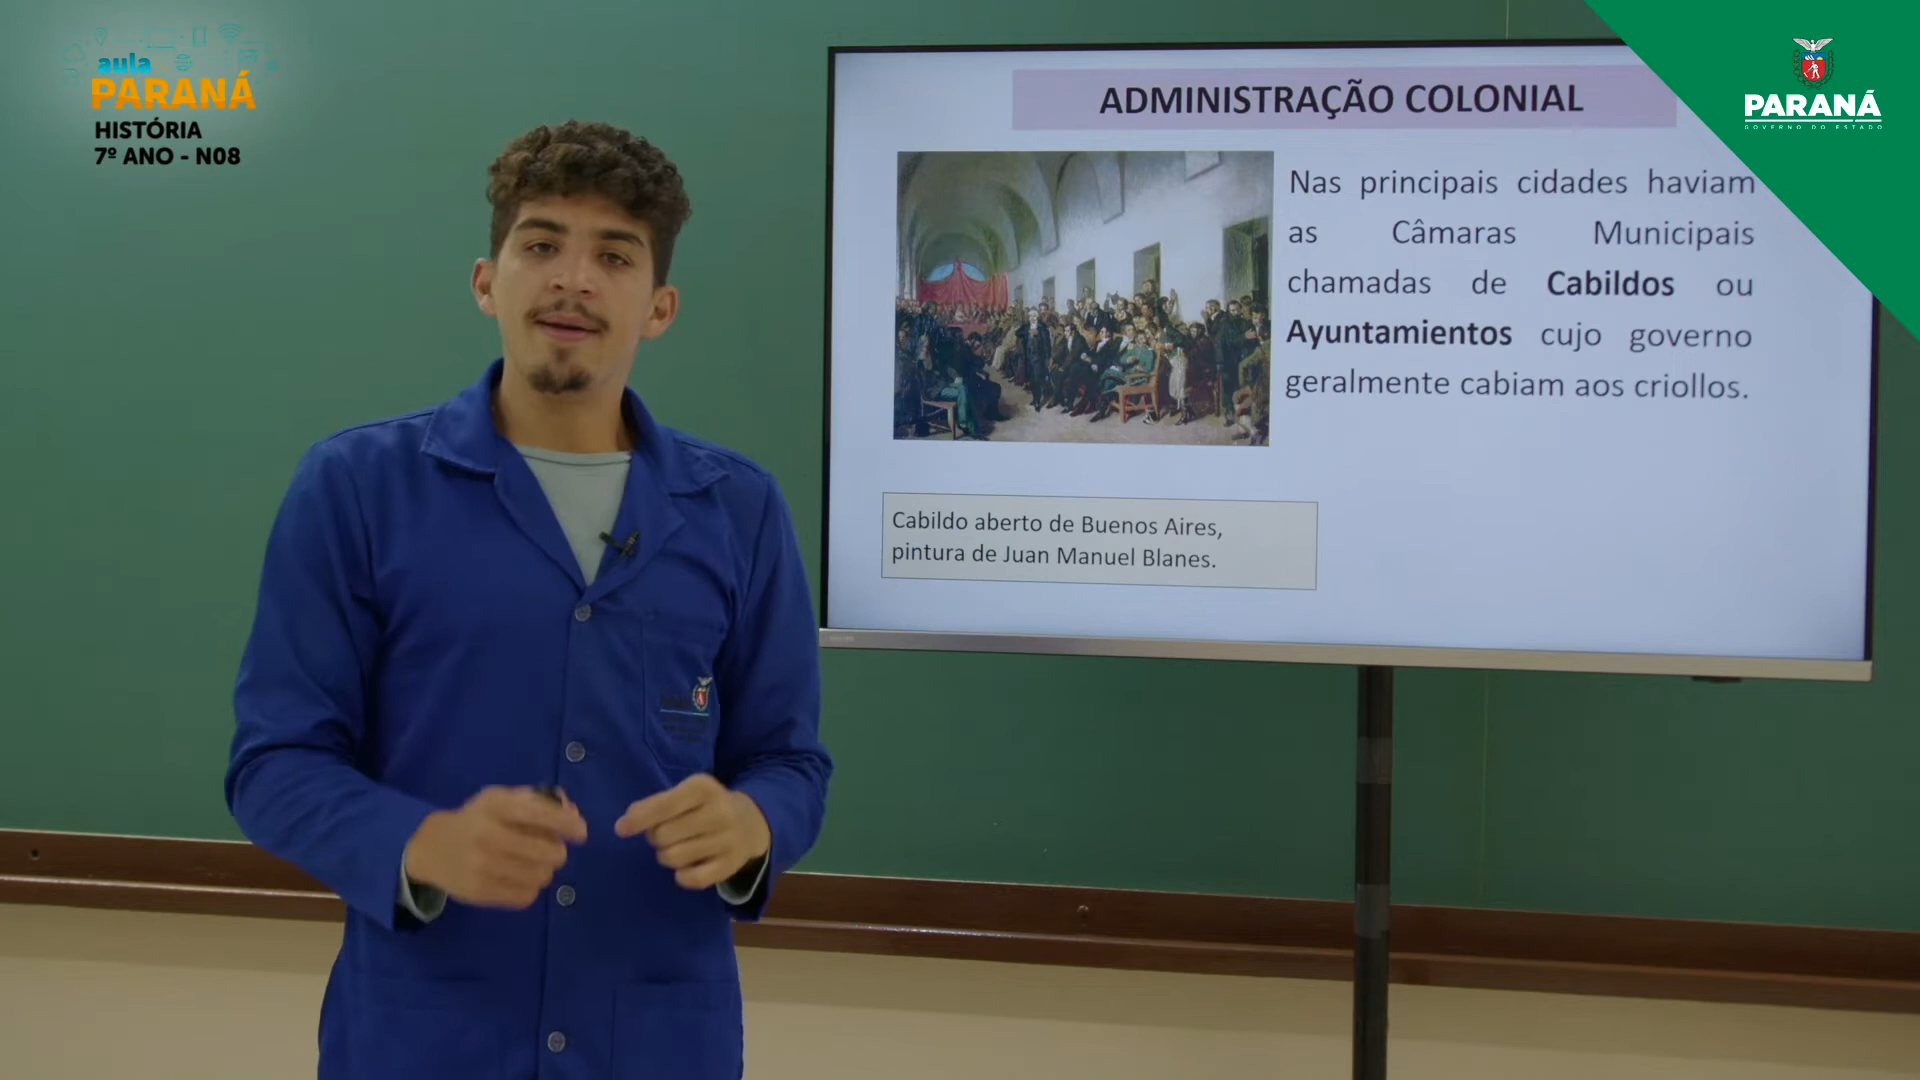 aula
PARANÁ
HISTÓRIA
7º ANO - N08
ADMINISTRAÇÃO COLONIAL
Nas principais cidades haviam
as Câmaras Municipais
chamadas de Cabildos ou
Ayuntamientos cujo governo
geralmente cabiam aos criollos.
Cabildo aberto de Buenos Aires,
pintura de Juan Manuel Blanes.
PARANÁ
GOVERNO DO ESTADO